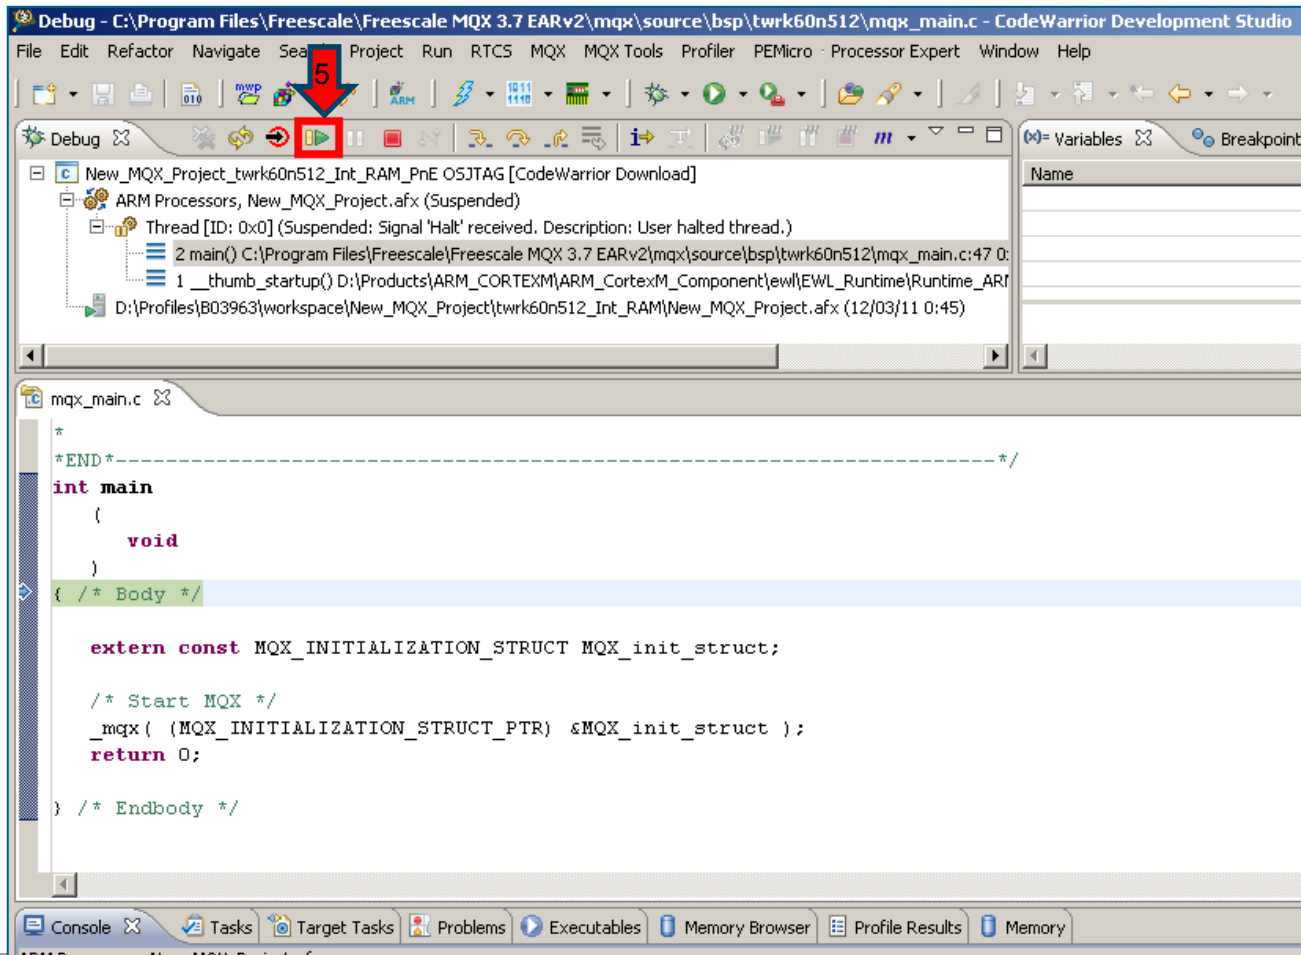 Debug - C:\Program Files\Freescale\Freescale MQX 3.7 EARv2\mqx\source\bsp\twrk60n512\mqx_main.c - CodeWarrior Development Studio
File Edit Refactor Navigate Project Run RTCS MQX MQX Tools Profiler PEMicro Processor Expert Window Help
5
Debug
(x)= Variables
Breakpoint
New_MQX_Project_twrk60n512_Int_RAM_PnE OSJTAG [CodeWarrior Download]
Name
ARM Processors, New_MQX_Project.afx (Suspended)
Thread [ID: 0x0] (Suspended: Signal 'Halt' received. Description: User halted thread.)
2 main() C:\Program Files\Freescale\Freescale MQX 3.7 EARv2\mqx\source\bsp\twrk60n512\mqx_main.c:47 0:
1 __thumb_startup() D:\Products\ARM_CORTEXM\ARM_CortexM_Component\ewl\EWL_Runtime\Runtime_ARM
D:\Profiles\B03963\workspace\New_MQX_Project\twrk60n512_Int_RAM\New_MQX_Project.afx (12/03/11 0:45)
mqx_main.c
*
*END*----------------------------------------------------------------------*/
int main
(
void
)
{ /* Body */
extern const MQX_INITIALIZATION_STRUCT MQX_init_struct;
/* Start MQX */
_mqx( (MQX_INITIALIZATION_STRUCT_PTR) &MQX_init_struct );
return 0;
} /* Endbody */
Console Tasks Target Tasks Problems Executables Memory Browser Profile Results Memory